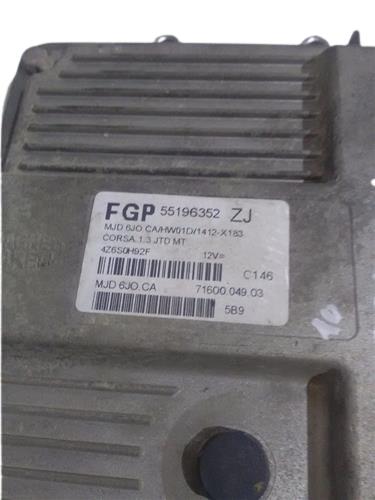 FGP 55196352 ZJ
MJD 6JO.CA/HW01D/1412-X183
CORSA 1.3 JTD MT
4Z6S0H92F 12V=
C146
MJD 6JO.CA 71600.049.03
5B9